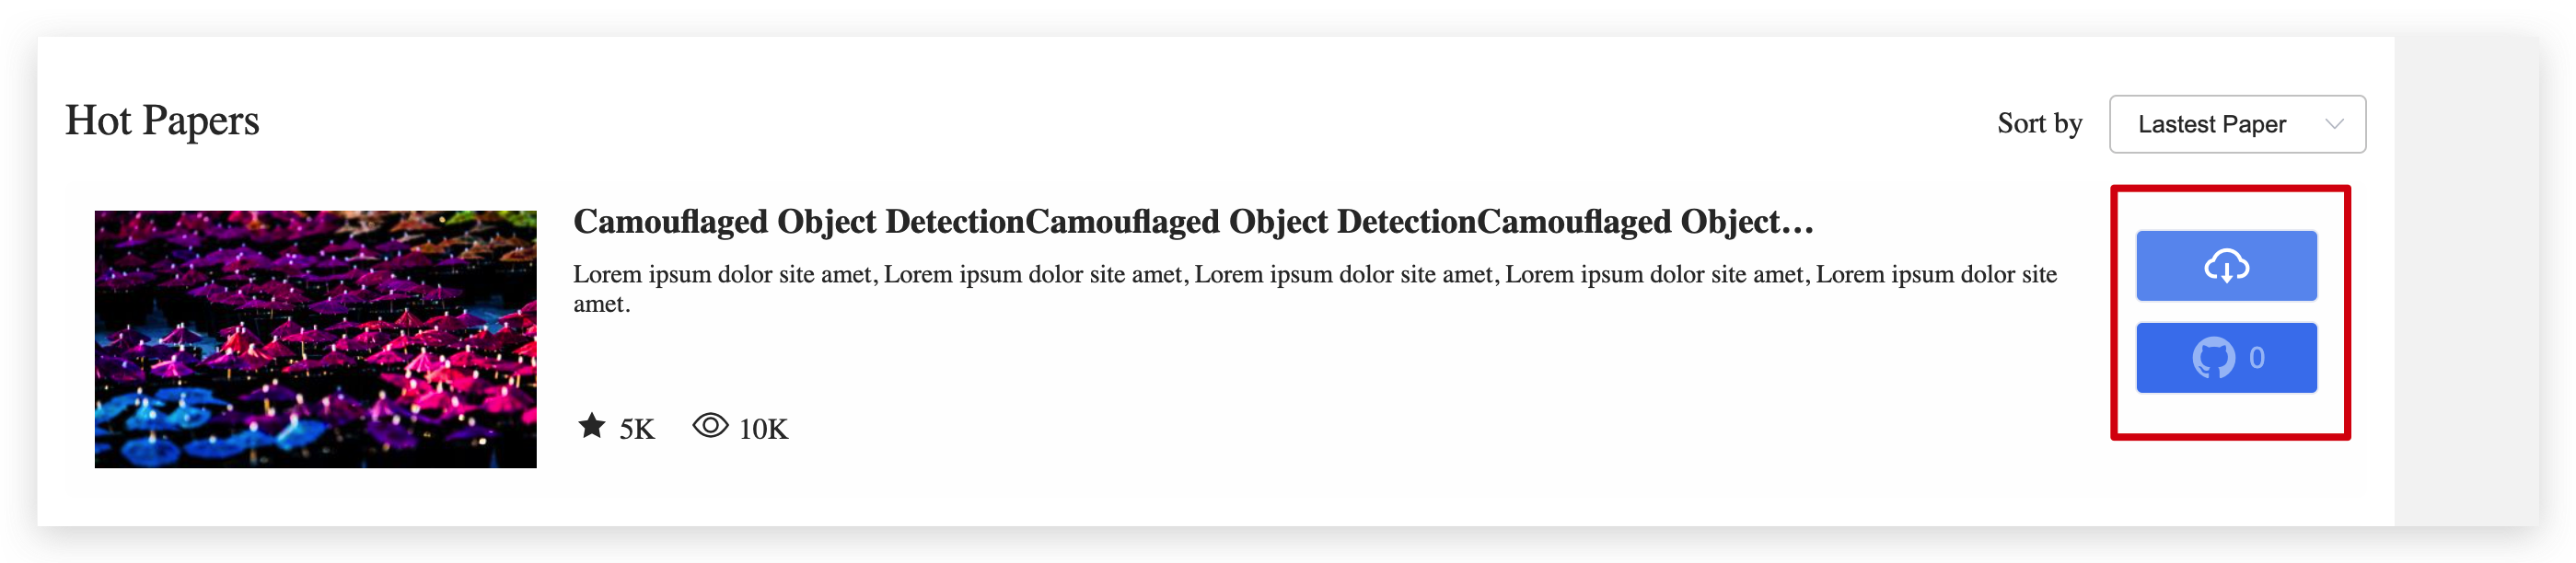 Hot Papers
Sort by
Lastest Paper
Camouflaged Object DetectionCamouflaged Object DetectionCamouflaged Object...
Lorem ipsum dolor site amet, Lorem ipsum dolor site amet, Lorem ipsum dolor site amet, Lorem ipsum dolor site amet, Lorem ipsum dolor site
amet.
0
5K
10K